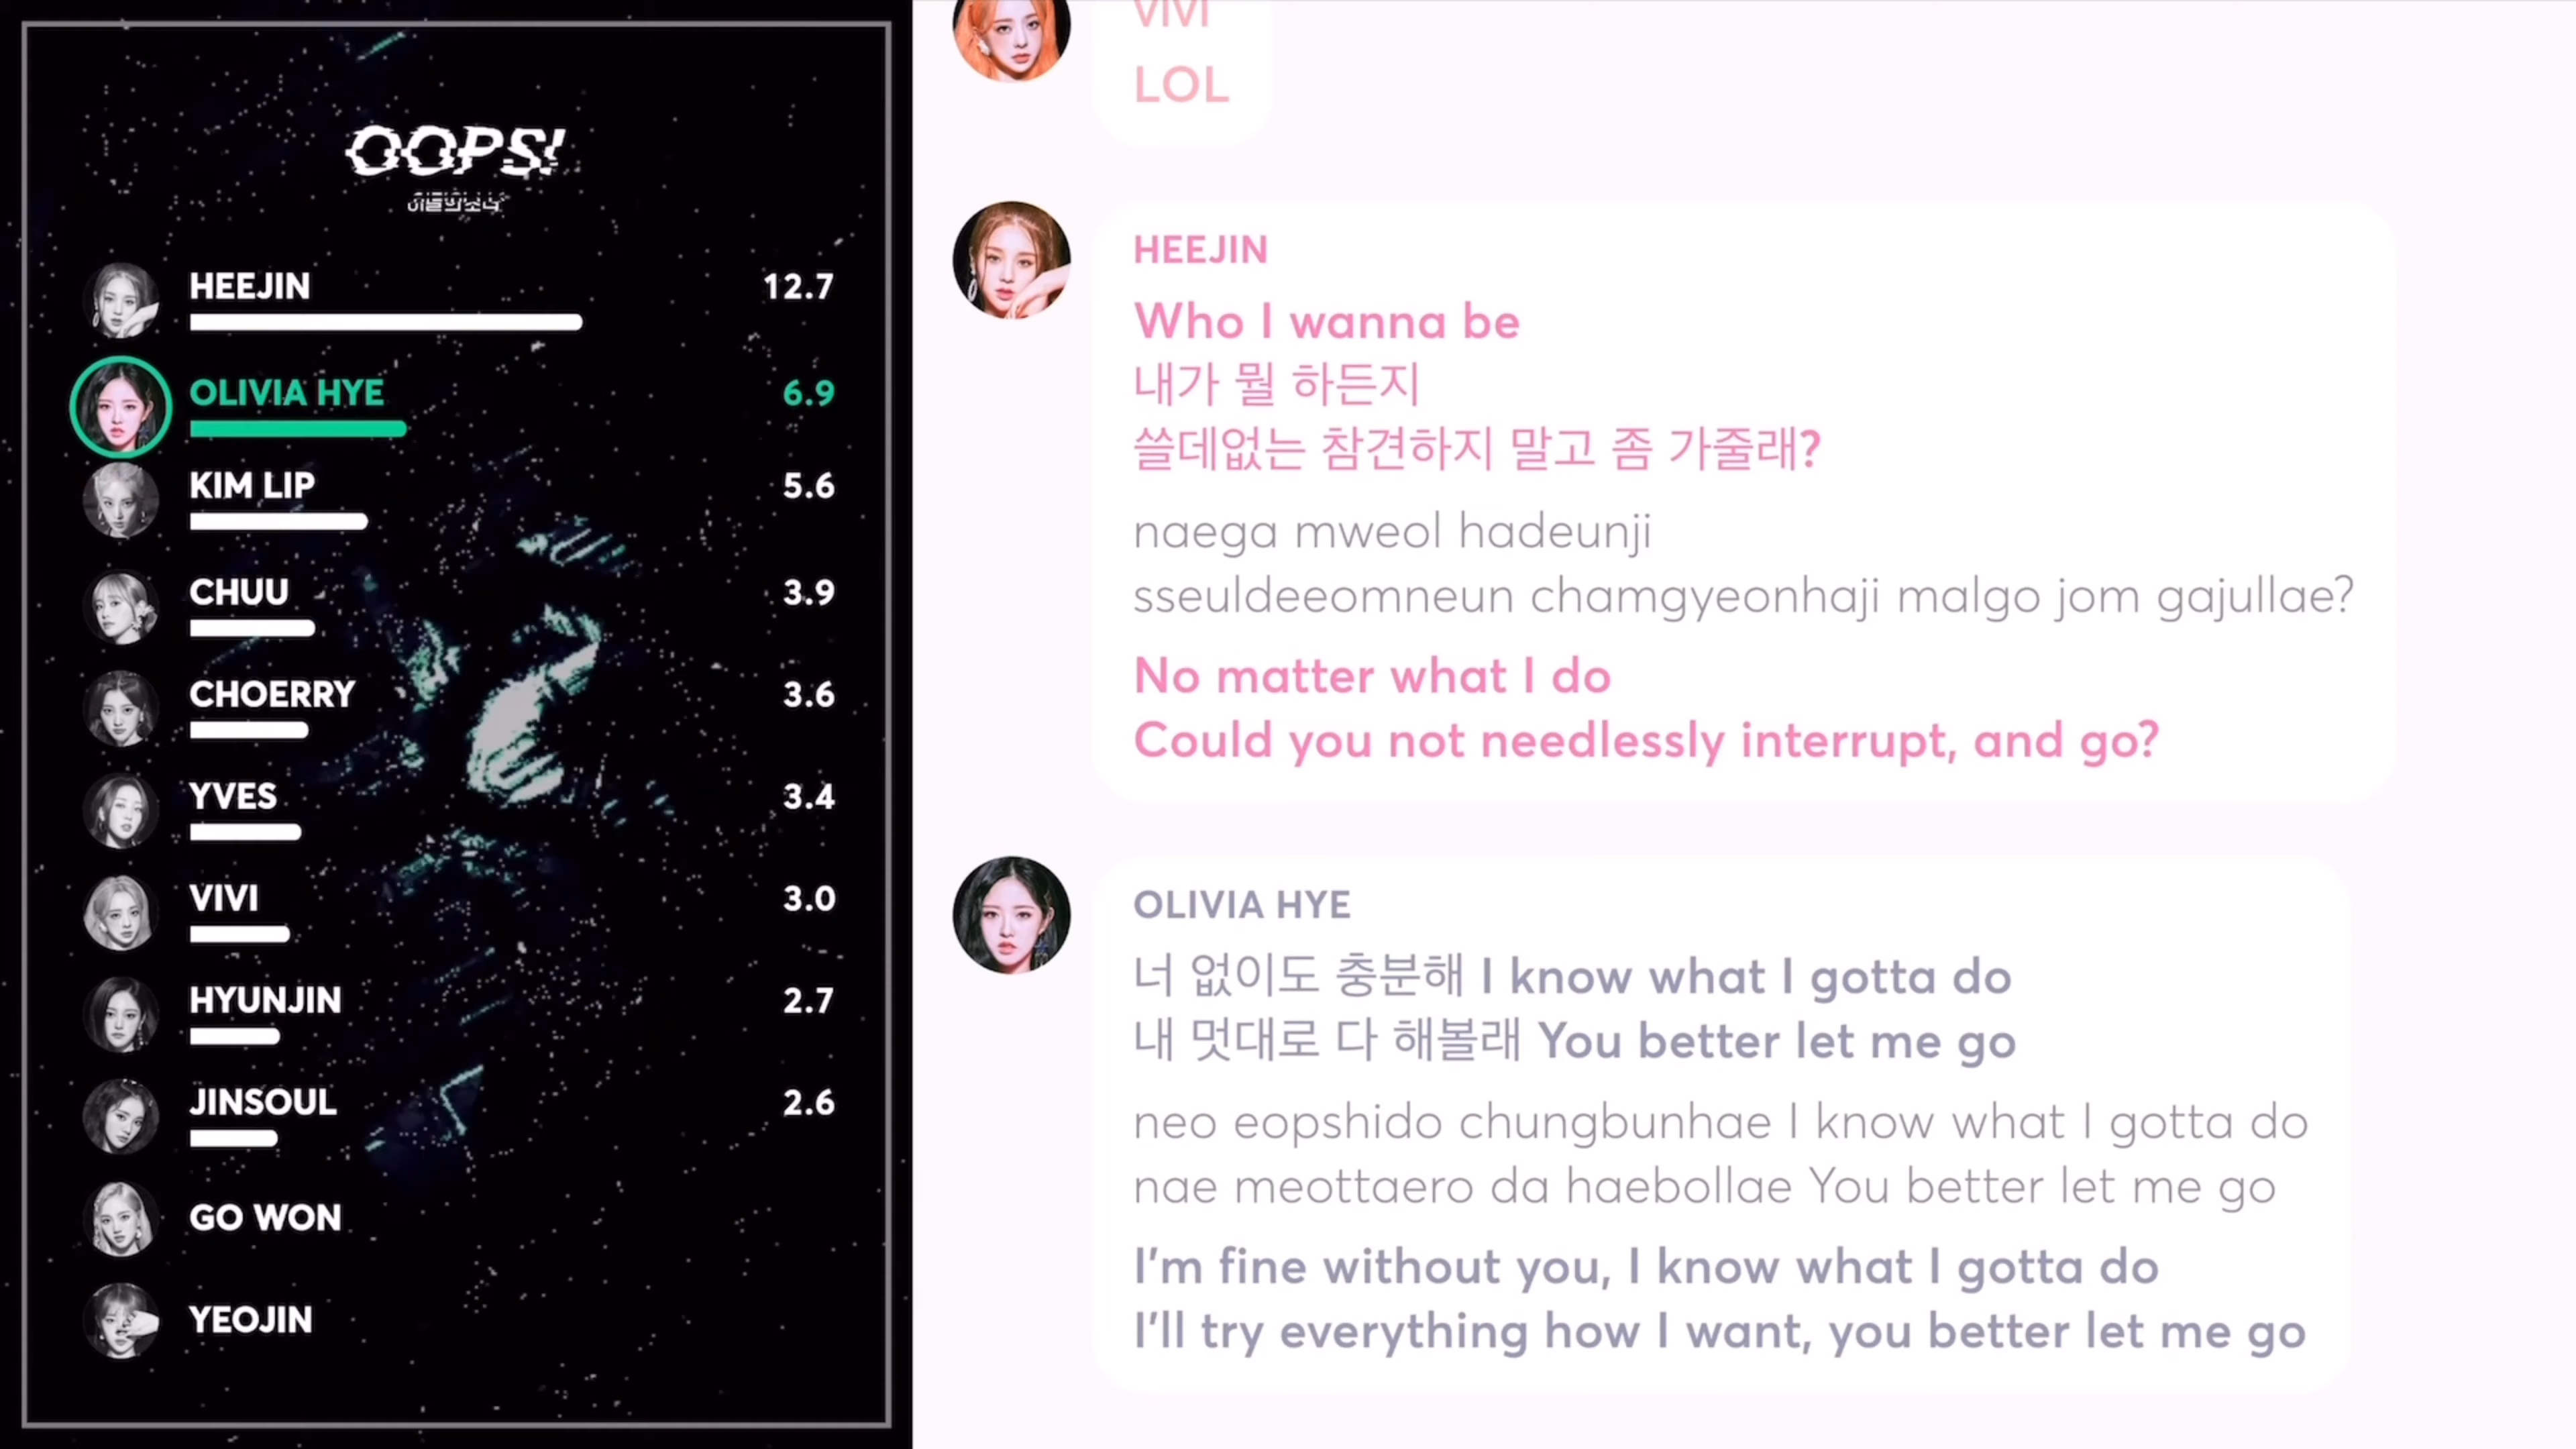 OOPS!
이달의소녀
HEEJIN
12.7
OLIVIA HYE
6.9
KIM LIP
5.6
CHUU
3.9
CHOERRY
3.6
YVES
3.4
VIVI
3.0
HYUNJIN
2.7
JINSOUL
2.6
GO WON
YEOJIN
VIVI
LOL
HEEJIN
Who I wanna be
내가 뭘 하든지
쓸데없는 참견하지 말고 좀 가줄래?
naega mweol hadeunji
sseuldeeomneun chamgyeonhaji malgo jom gajullae?
No matter what I do
Could you not needlessly interrupt, and go?
OLIVIA HYE
너 없이도 충분해 I know what I gotta do
내 멋대로 다 해볼래 You better let me go
neo eopshido chungbunhae I know what I gotta do
nae meottaero da haebollae You better let me go
I'm fine without you, I know what I gotta do
I'll try everything how I want, you better let me go